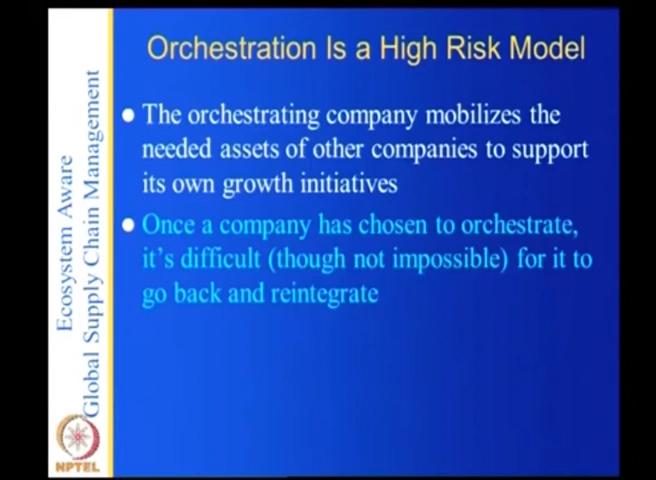 Orchestration Is a High Risk Model
The orchestrating company mobilizes the
needed assets of other companies to support
its own growth initiatives
Once a company has chosen to orchestrate,
it's difficult (though not impossible) for it to
go back and reintegrate
Ecosystem Aware
Global Supply Chain Management
NPTEL